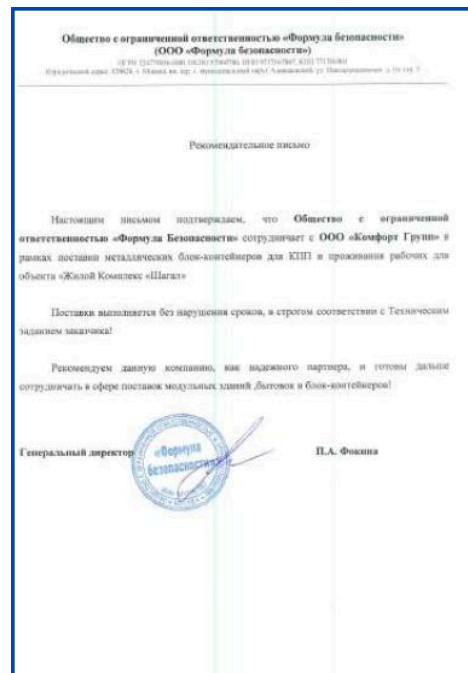 Общество с ограниченной ответственностью «Формула безопасности»
(ООО «Формула безопасности»)
Рекомендательное письмо
Настоящим письмом подтверждаем, что Общество с ограниченной
ответственностью «Формула Безопасности» сотрудничает с ООО «Комфорт Групп» в
рамках поставки металлических блок-контейнеров для КПП и проживания рабочих для
объекта «Жилой Комплекс «Шагал»
Поставки выполняется без нарушения сроков, в строгом соответствии с Техническим
заданием заказчика!
Рекомендуем данную компанию, как надежного партнера, и готовы дальше
сотрудничать в сфере поставок модульных зданий ,бытовок и блок-контейнеров!
Генеральный директор
«Формула
безопасности»
П.А. Фокина